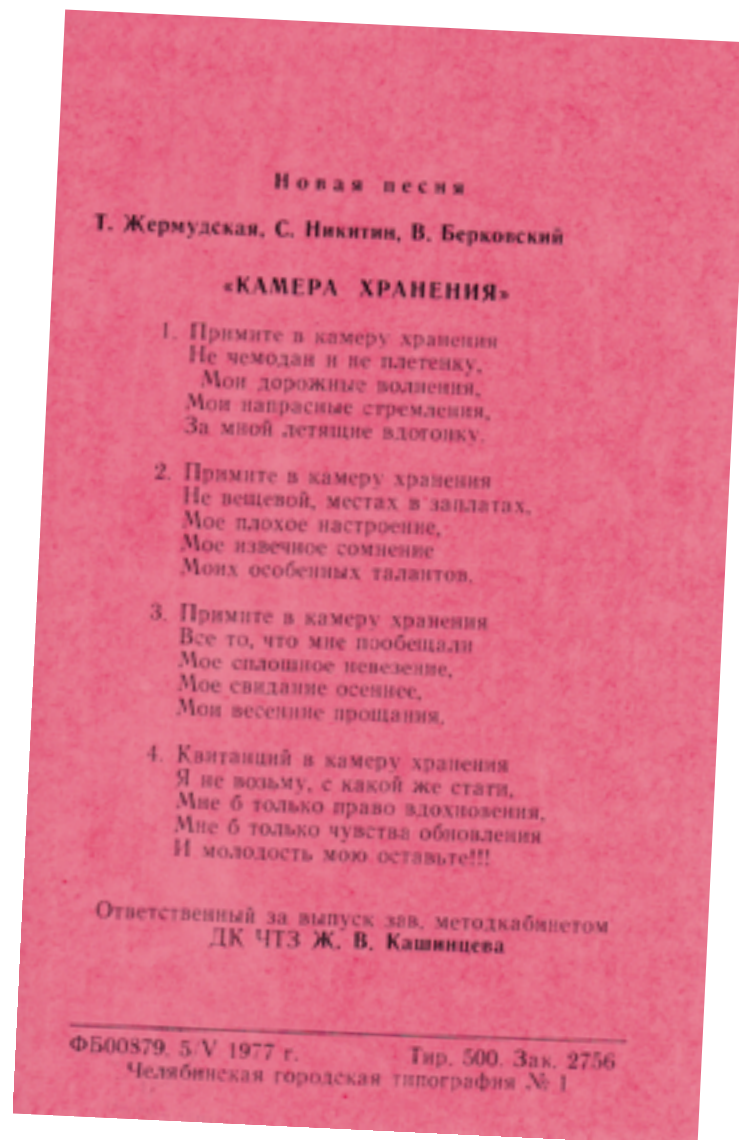 Новая песня
Т. Жермудская, С. Никитин, В. Берковский
«КАМЕРА ХРАНЕНИЯ»
1. Примите в камеру хранения
Не чемодан и не плетенку,
Мои дорожные волнения,
Мои напрасные стремления,
За мной летящие вдогонку.
2. Примите в камеру хранения
Не вещевой, местах в заплатах,
Мое плохое настроение,
Мое извечное сомнение
Моих особенных талантов.
3. Примите в камеру хранения
Все то, что мне пообещали
Мое сплошное невезение,
Мое свидание осеннее,
Мои весенние прощания,
4. Квитанций в камеру хранения
Я не возьму, с какой же стати,
Мне б только право вдохновения,
Мне б только чувства обновления
И молодость мою оставьте!!!
Ответственный за выпуск зав. методкабинетом
ДК ЧТЗ Ж. В. Кашинцева
ФБ00879. 5/V 1977 г. Тир. 500. Зак. 2756
Челябинская городская типография № 1